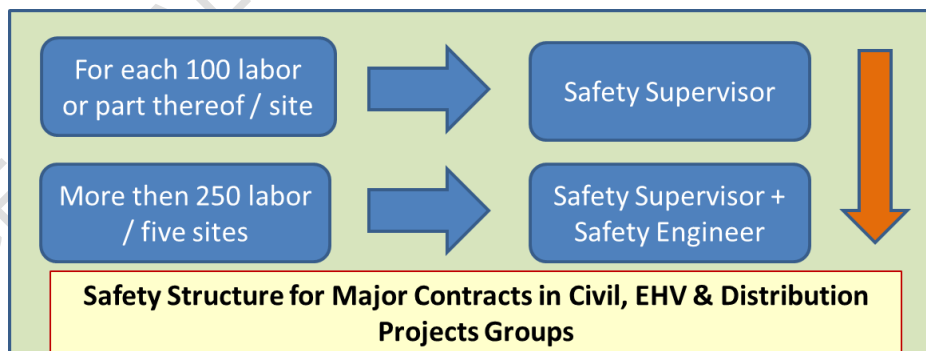 For each 100 labor
or part thereof / site
Safety Supervisor
More then 250 labor
/ five sites
Safety Supervisor +
Safety Engineer
Safety Structure for Major Contracts in Civil, EHV & Distribution
Projects Groups